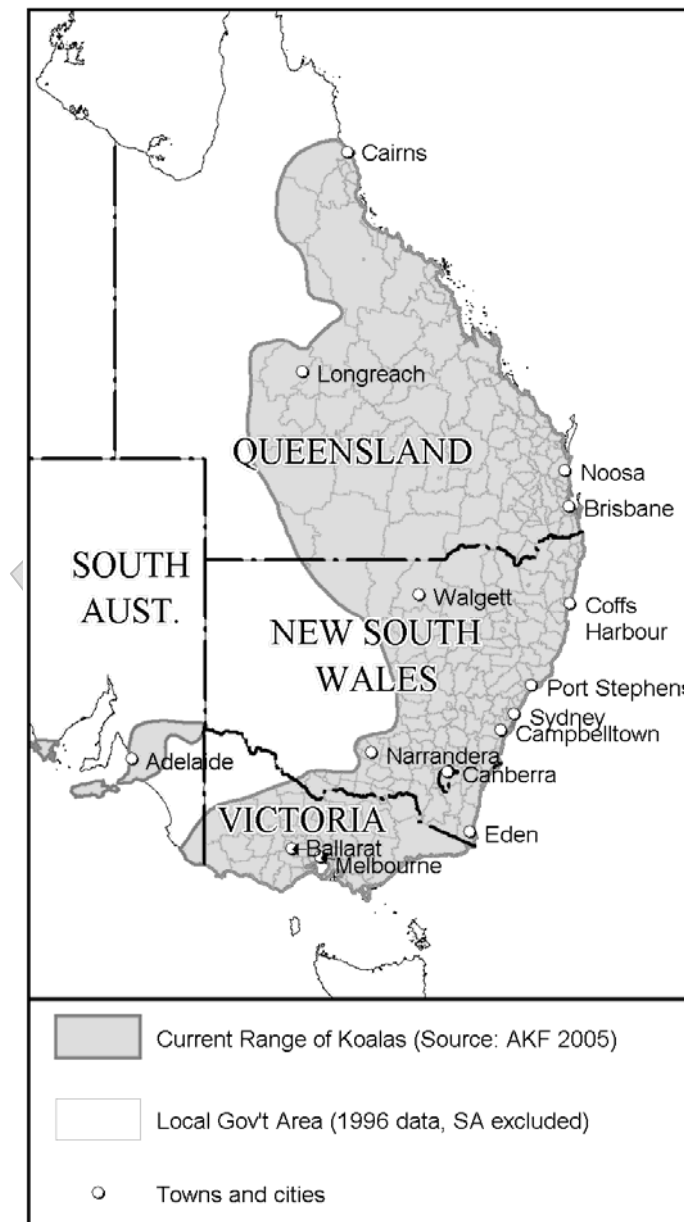 Cairns
Longreach
QUEENSLAND
Noosa
Brisbane
SOUTH
AUST.
Walgett
Coffs
Harbour
NEW SOUTH
WALES
Port Stephens
Sydney
Campbelltown
Adelaide
Narrandera
Canberra
VICTORIA
Eden
Ballarat
Melbourne
Current Range of Koalas (Source: AKF 2005)
Local Gov't Area (1996 data, SA excluded)
Towns and cities